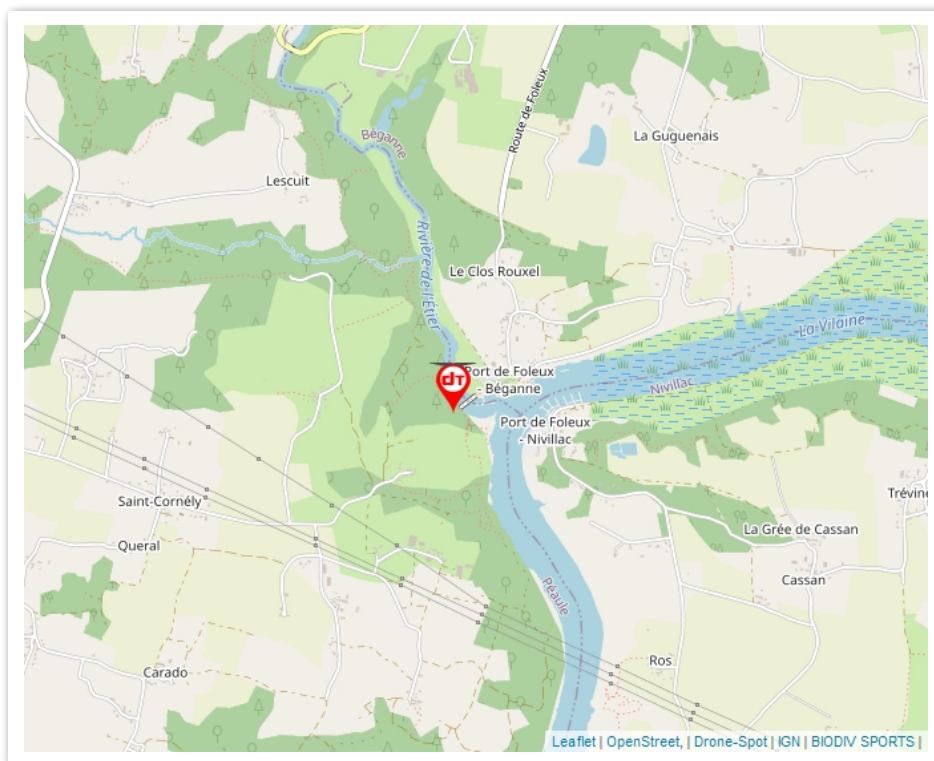 Route de Foleux
La Guguenais
Béganne
Lescuit
Rivière de l'Étier
Le Clos Rouxel
La Vilaine
dT
Port de Foleux
- Béganne
Nivillac
Port de Foleux
- Nivillac
Saint-Cornély
Trévine
La Grée de Cassan
Queral
Cassan
Péaule
Ros
Carado
Leaflet | OpenStreet, | Drone-Spot | IGN | BIODIV SPORTS |